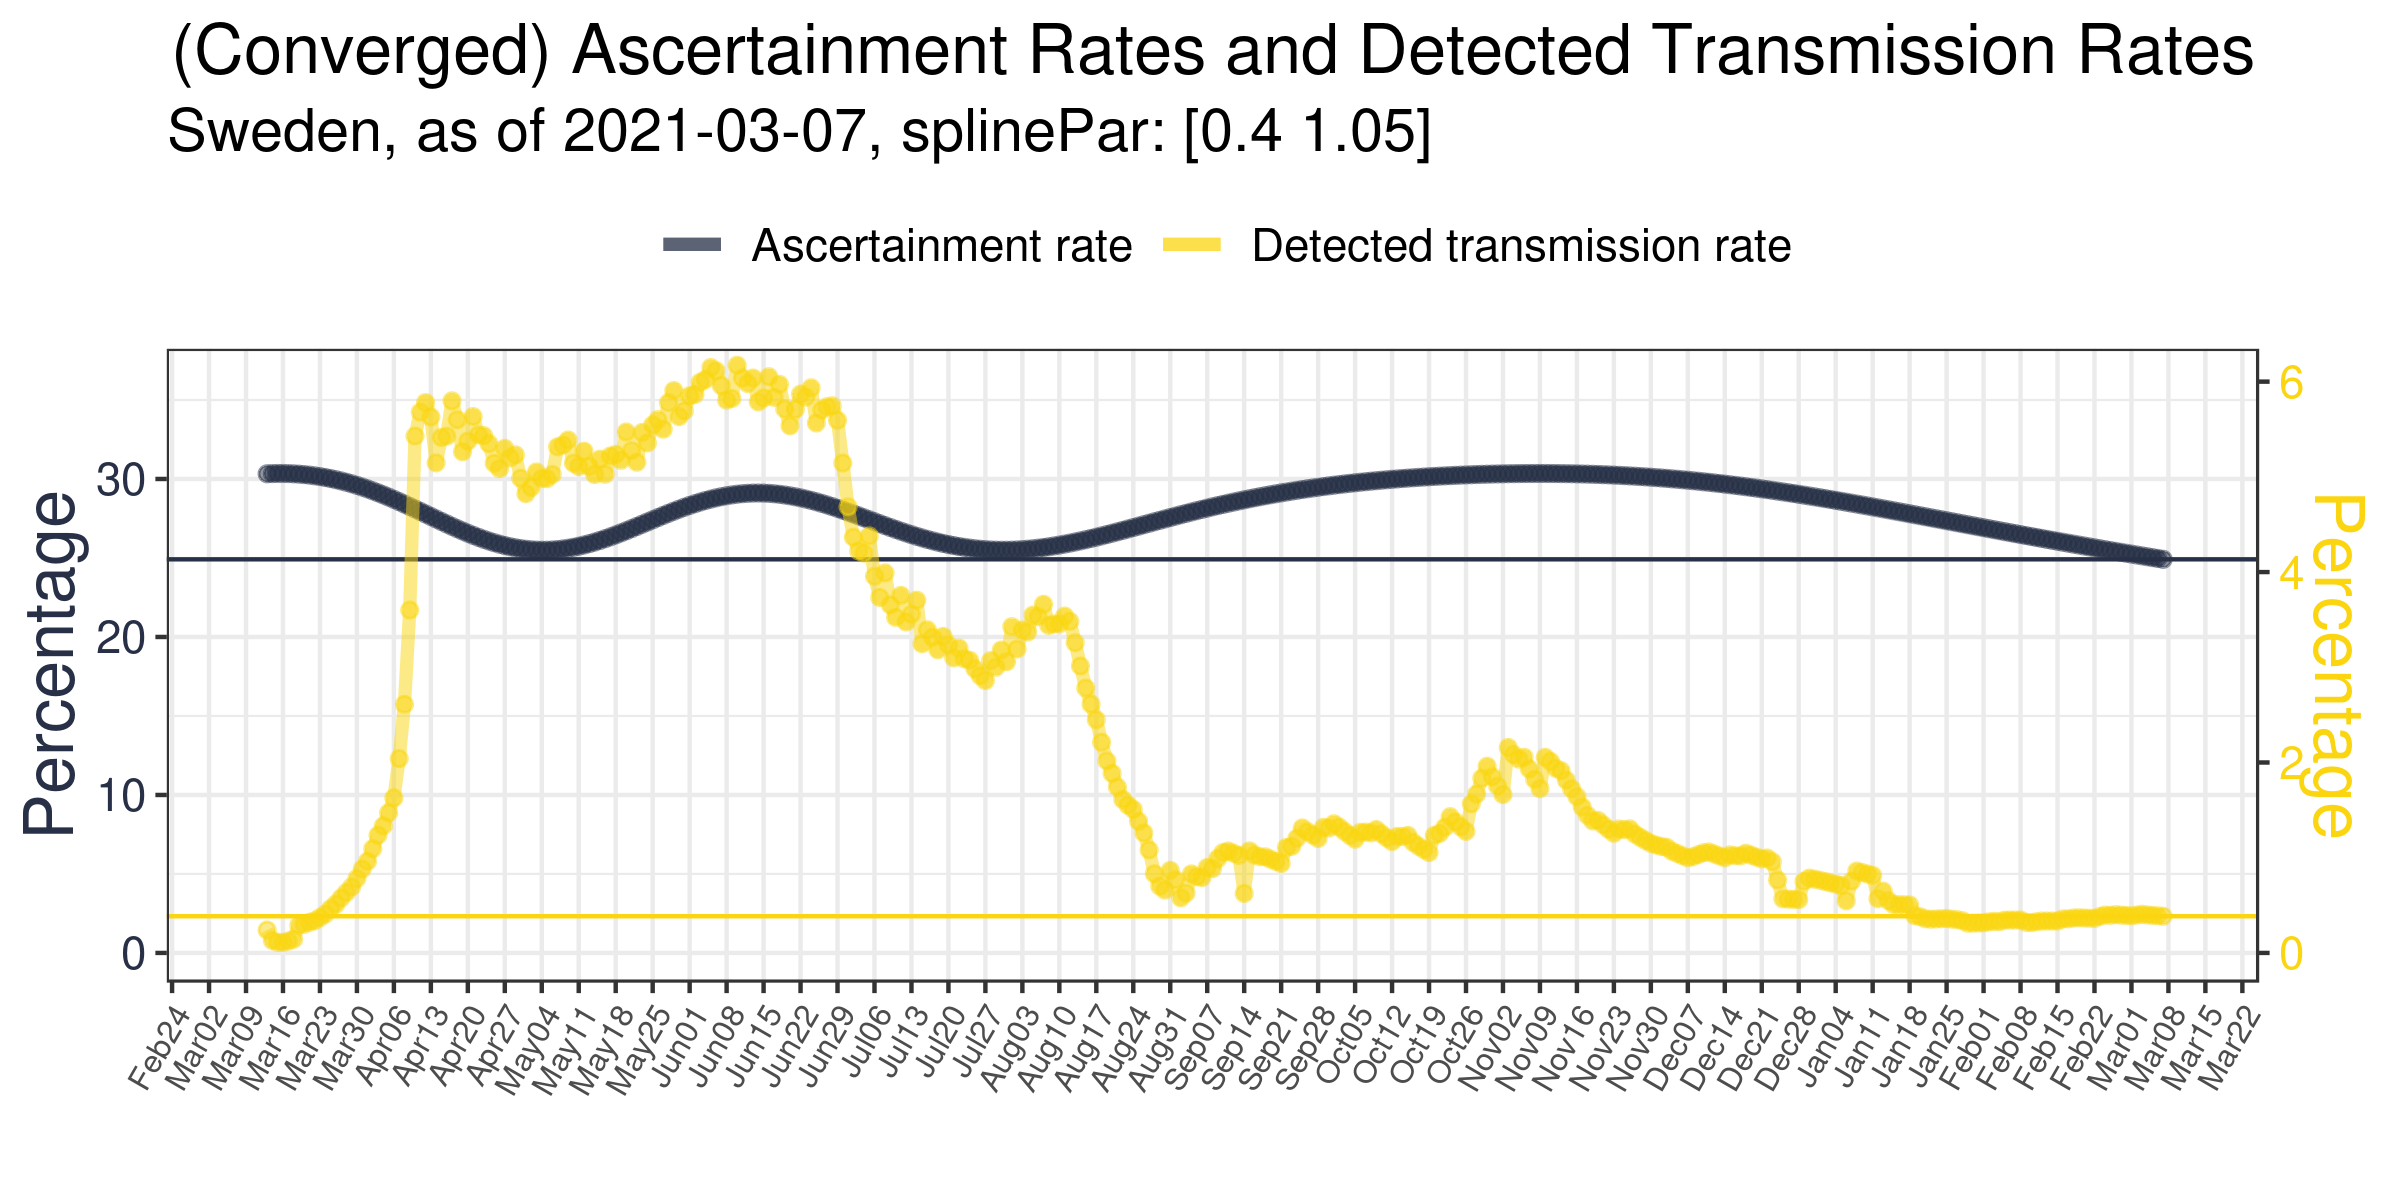 (Converged) Ascertainment Rates and Detected Transmission Rates
Sweden, as of 2021-03-07, splinePar: [0.4 1.05]
Ascertainment rate
Detected transmission rate
Percentage
30
20
10
0
6
4
2
0
Percentage
Feb24
Mar02
Mar09
Mar16
Mar23
Mar30
Apr06
Apr13
Apr20
Apr27
May04
May11
May18
May25
Jun01
Jun08
Jun15
Jun22
Jun29
Jul06
Jul13
Jul20
Jul27
Aug03
Aug10
Aug17
Aug24
Aug31
Sep07
Sep14
Sep21
Sep28
Oct05
Oct12
Oct19
Oct26
Nov02
Nov09
Nov16
Nov23
Nov30
Dec07
Dec14
Dec21
Dec28
Jan04
Jan11
Jan18
Jan25
Feb01
Feb08
Feb15
Feb22
Mar01
Mar08
Mar15
Mar22